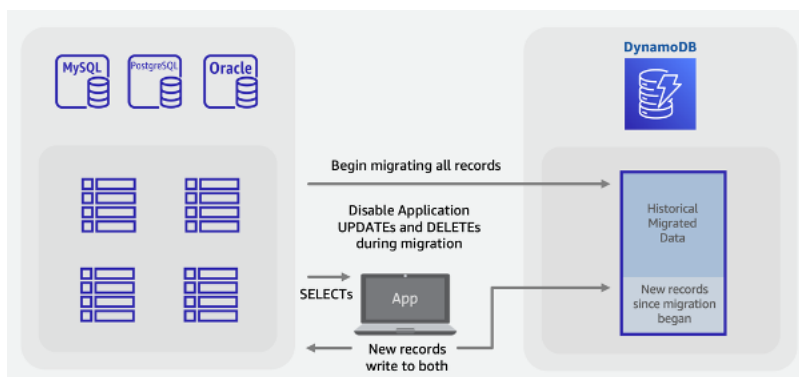 MySQL
PostgreSQL
Oracle
DynamoDB
Begin migrating all records
Disable Application
UPDATEs and DELETEs
during migration
SELECTs
App
New records
write to both
Historical
Migrated
Data
New records
since migration
began